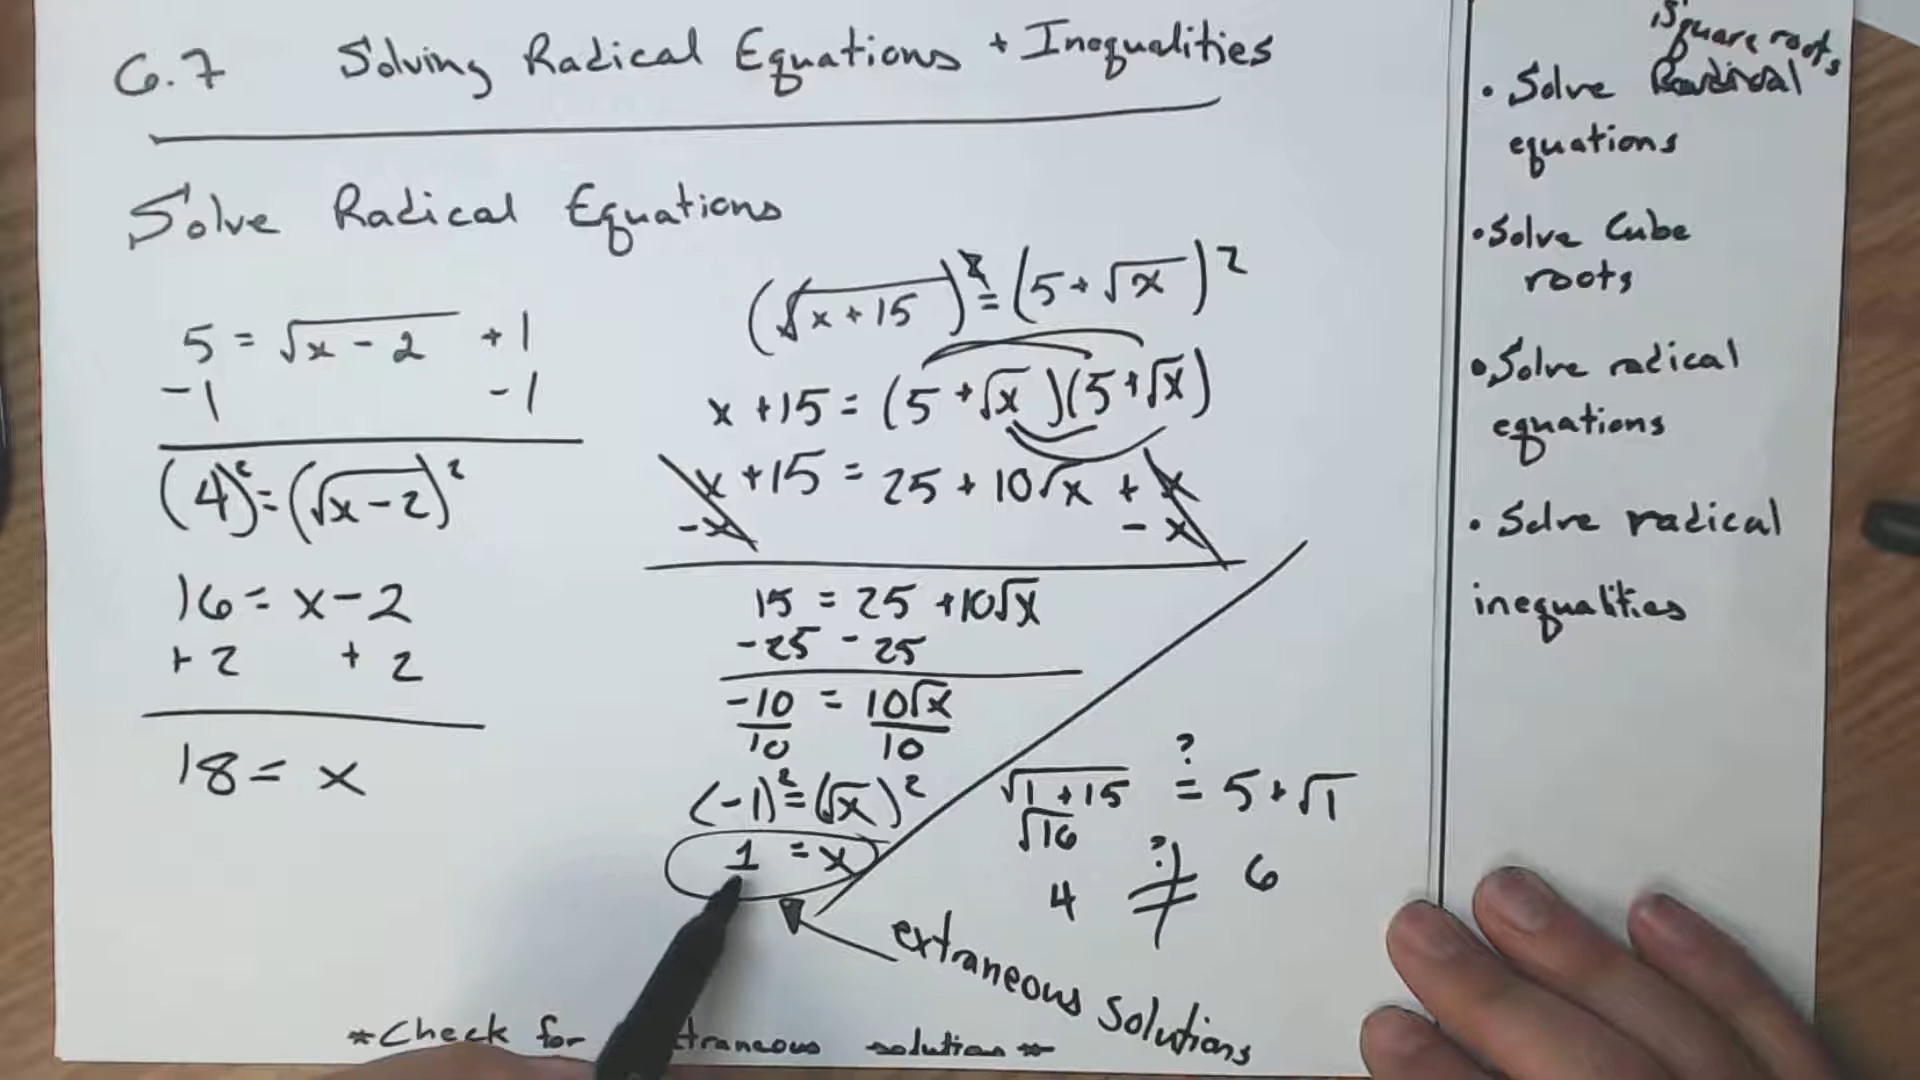 6.7 Solving Radical Equations + Inequalities
Solve Radical Equations
5 = √x - 2 + 1
-1 -1
(4)² = (√x - 2)²
16 = x - 2
+2 + 2
18 = x
(√x + 15)² = (5 + √x)²
x + 15 = (5 + √x)(5 + √x)
x + 15 = 25 + 10√x + x
-x - x
15 = 25 + 10√x
-25 - 25
-10 = 10√x
10 10
(-1)² = (√x)²
1 = x
√1 + 15 ≟ 5 + √1
√16
4 ≠ 6
extraneous solutions
*Check for solutions*
square roots
• Solve Radical
equations
• Solve Cube
roots
• Solve radical
equations
• Solve radical
inequalities